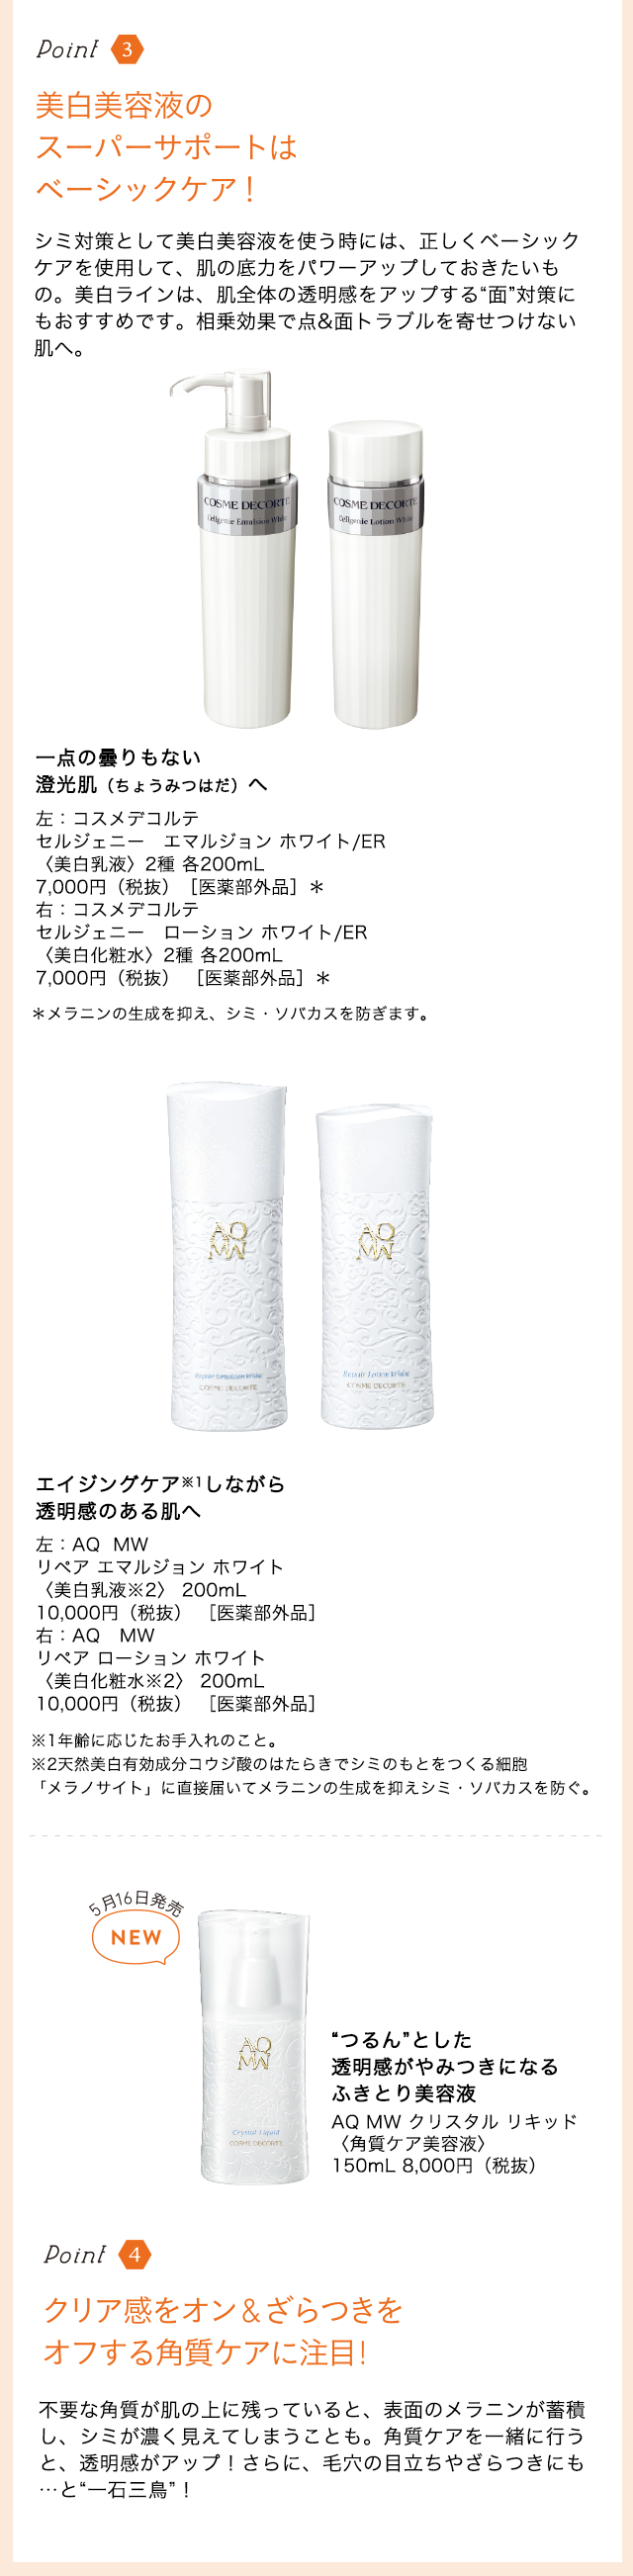 Point 3
美白美容液の
スーパーサポートは
ベーシックケア！
シミ対策として美白美容液を使う時には、正しくベーシック
ケアを使用して、肌の底力をパワーアップしておきたいも
の。美白ラインは、肌全体の透明感をアップする“面”対策に
もおすすめです。相乗効果で点&面トラブルを寄せつけない
肌へ。
COSME DECORTE
Cellgenie Emulsion White
COSME DECORTE
Cellgenie Lotion White
一点の曇りもない
澄光肌（ちょうみつはだ）へ
左：コスメデコルテ
セルジェニー　エマルジョン ホワイト/ER
〈美白乳液〉2種 各200mL
7,000円（税抜）［医薬部外品］＊
右：コスメデコルテ
セルジェニー　ローション ホワイト/ER
〈美白化粧水〉2種 各200mL
7,000円（税抜） ［医薬部外品］＊
＊メラニンの生成を抑え、シミ・ソバカスを防ぎます。
AQ
MW
Repair Emulsion White
COSME DECORTE
AQ
MW
Repair Lotion White
COSME DECORTE
エイジングケア※1しながら
透明感のある肌へ
左：AQ MW
リペア エマルジョン ホワイト
〈美白乳液※2〉 200mL
10,000円（税抜） ［医薬部外品］
右：AQ　MW
リペア ローション ホワイト
〈美白化粧水※2〉 200mL
10,000円（税抜） ［医薬部外品］
※1年齢に応じたお手入れのこと。
※2天然美白有効成分コウジ酸のはたらきでシミのもとをつくる細胞
「メラノサイト」に直接届いてメラニンの生成を抑えシミ・ソバカスを防ぐ。
5月16日発売
NEW
AQ
MW
Crystal Liquid
COSME DECORTE
“つるん”とした
透明感がやみつきになる
ふきとり美容液
AQ MW クリスタル リキッド
〈角質ケア美容液〉
150mL 8,000円（税抜）
Point 4
クリア感をオン＆ざらつきを
オフする角質ケアに注目！
不要な角質が肌の上に残っていると、表面のメラニンが蓄積
し、シミが濃く見えてしまうことも。角質ケアを一緒に行う
と、透明感がアップ！さらに、毛穴の目立ちやざらつきにも
…と“一石三鳥”！